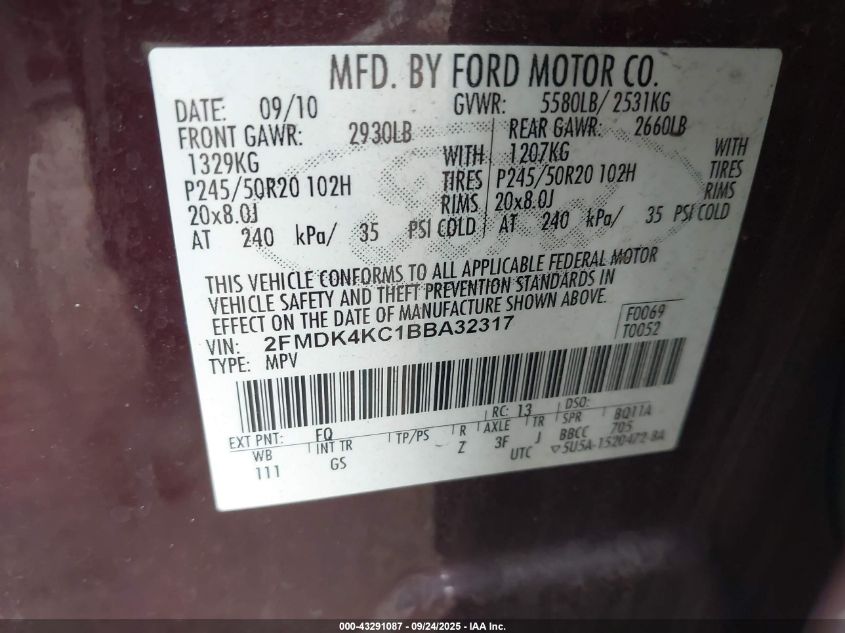 MFD. BY FORD MOTOR CO.
DATE: 09/10 GVWR: 5580LB/ 2531KG
FRONT GAWR: 2930LB REAR GAWR: 2660LB
1329KG WITH 1207KG WITH
P245/50R20 102H TIRES P245/50R20 102H TIRES
20x8.0J RIMS 20x8.0J RIMS
AT 240 kPa/ 35 PSI COLD AT 240 kPa/ 35 PSI COLD
THIS VEHICLE CONFORMS TO ALL APPLICABLE FEDERAL MOTOR
VEHICLE SAFETY AND THEFT PREVENTION STANDARDS IN
EFFECT ON THE DATE OF MANUFACTURE SHOWN ABOVE.
VIN: 2FMDK4KC1BBA32317 F0069
TYPE: MPV T0052
RC: 13 DSO:
EXT PNT: FQ TP/PS R AXLE TR SPR BQ11A
WB INT TR Z 3F J BBCC 705
111 GS UTC ▽5U5A-1520472-BA
000-43291087 - 09/24/2025 - IAA Inc.